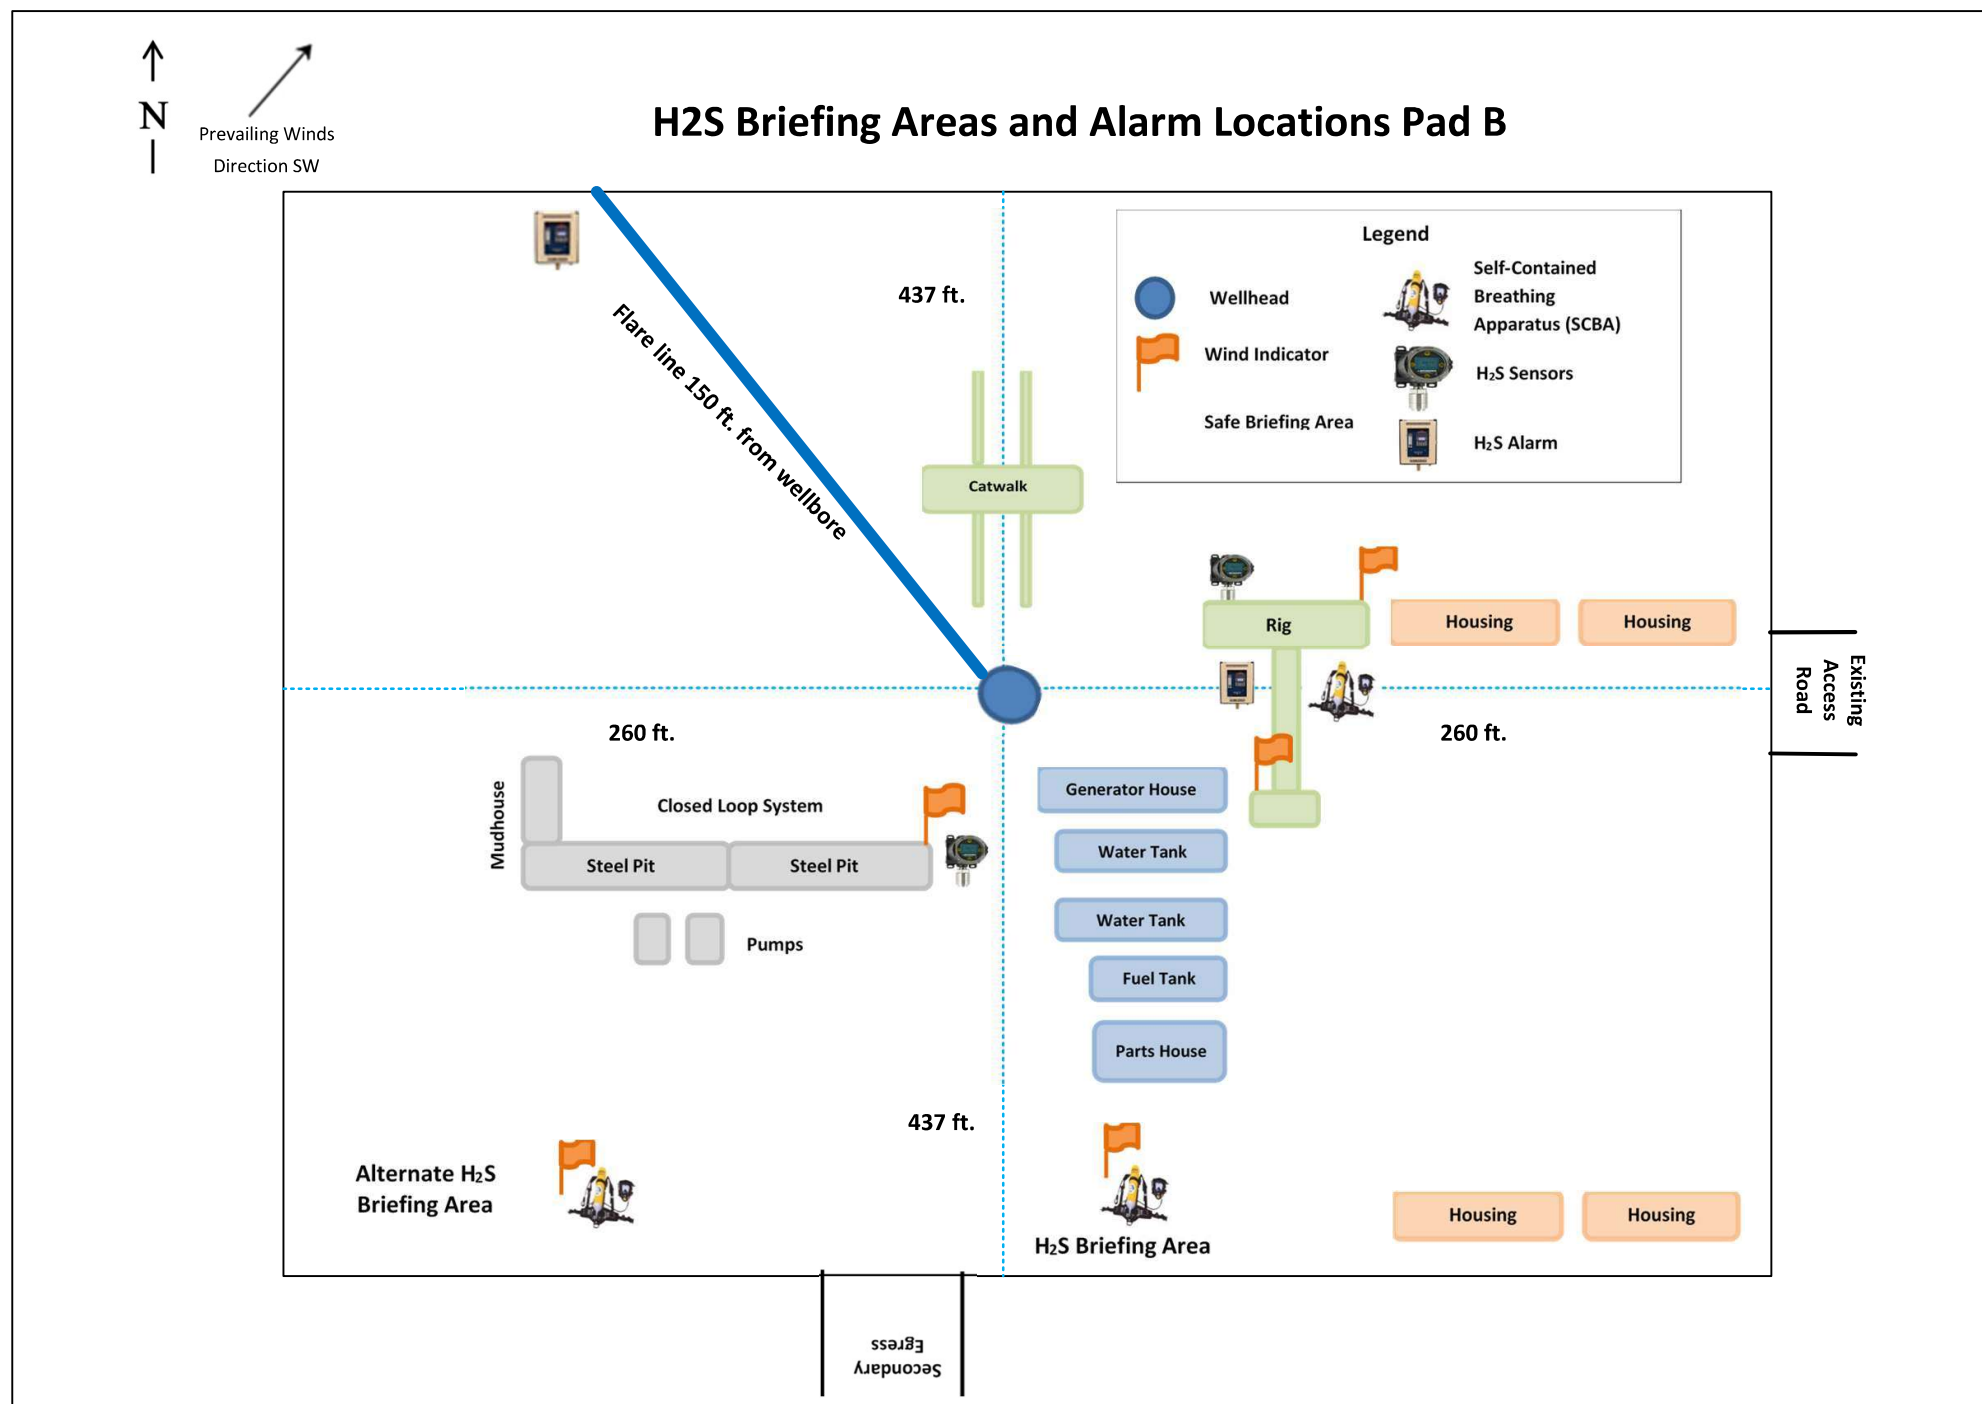 N
Prevailing Winds
Direction SW
H2S Briefing Areas and Alarm Locations Pad B
437 ft.
Flare line 150 ft. from wellbore
Legend
Wellhead
Wind Indicator
Safe Briefing Area
Self-Contained
Breathing
Apparatus (SCBA)
H₂S Sensors
H₂S Alarm
Catwalk
Rig
Housing
Housing
Existing
Access
Road
260 ft.
260 ft.
Mudhouse
Closed Loop System
Steel Pit
Steel Pit
Pumps
Generator House
Water Tank
Water Tank
Fuel Tank
Parts House
437 ft.
Alternate H₂S
Briefing Area
H₂S Briefing Area
Housing
Housing
Secondary
Egress